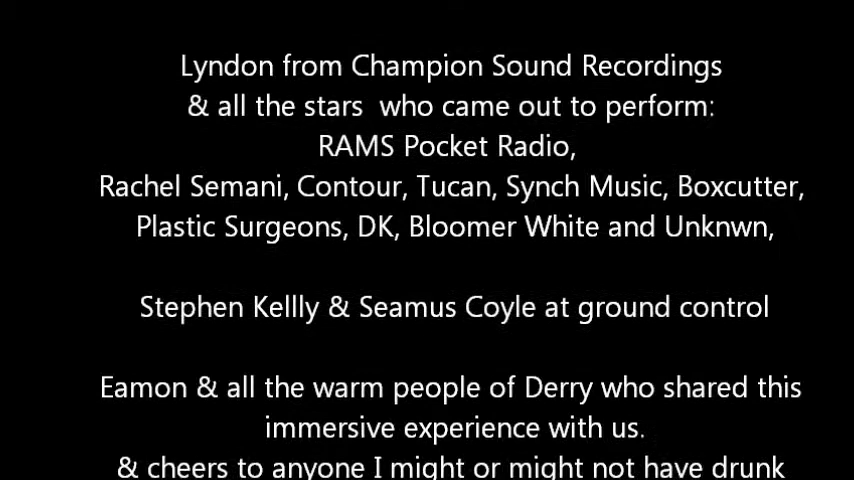 Lyndon from Champion Sound Recordings
& all the stars who came out to perform:
RAMS Pocket Radio,
Rachel Semani, Contour, Tucan, Synch Music, Boxcutter,
Plastic Surgeons, DK, Bloomer White and Unknwn,
Stephen Kellly & Seamus Coyle at ground control
Eamon & all the warm people of Derry who shared this
immersive experience with us.
& cheers to anyone I might or might not have drunk